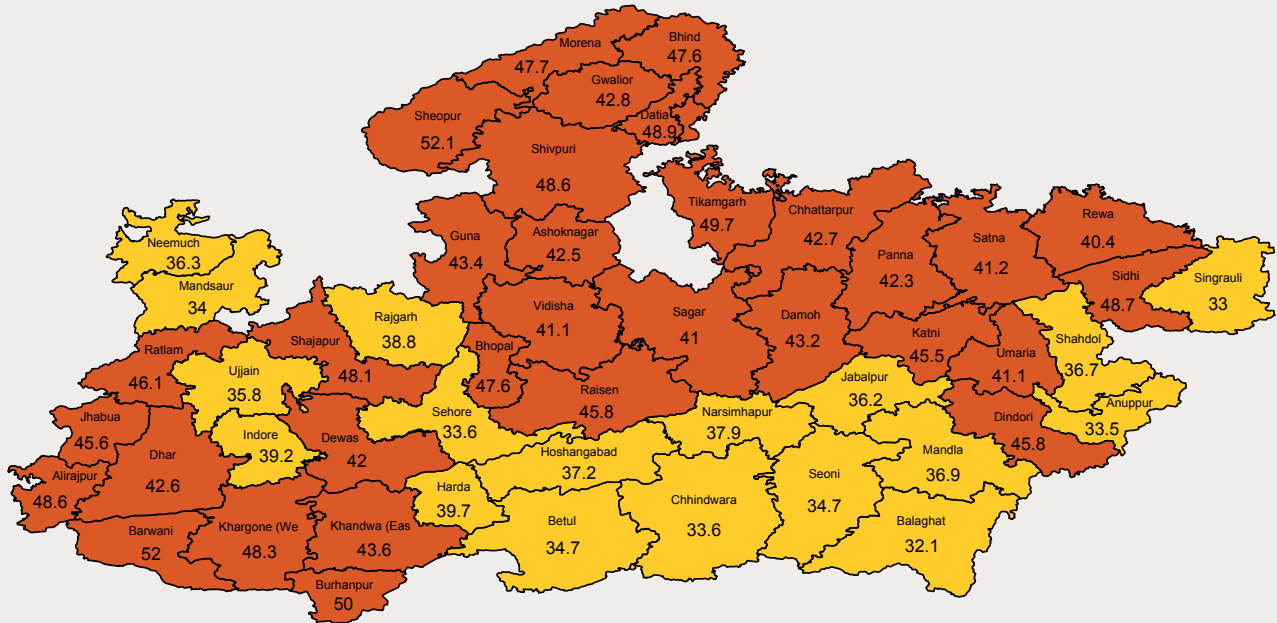 Morena
47.7
Bhind
47.6
Gwalior
42.8
Datia
48.9
Sheopur
52.1
Shivpuri
48.6
Tikamgarh
49.7
Chhattarpur
42.7
Rewa
40.4
Neemuch
36.3
Guna
43.4
Ashoknagar
42.5
Panna
42.3
Satna
41.2
Sidhi
48.7
Singrauli
33
Mandsaur
34
Rajgarh
38.8
Vidisha
41.1
Sagar
41
Damoh
43.2
Katni
45.5
Umaria
41.1
Shahdol
36.7
Ratlam
46.1
Shajapur
48.1
Bhopal
47.6
Ujjain
35.8
Raisen
45.8
Jabalpur
36.2
Anuppur
33.5
Jhabua
45.6
Indore
39.2
Dewas
42
Sehore
33.6
Narsimhapur
37.9
Dindori
45.8
Dhar
42.6
Hoshangabad
37.2
Mandla
36.9
Alirajpur
48.6
Harda
39.7
Chhindwara
33.6
Seoni
34.7
Barwani
52
Khargone (We
48.3
Khandwa (Eas
43.6
Betul
34.7
Balaghat
32.1
Burhanpur
50